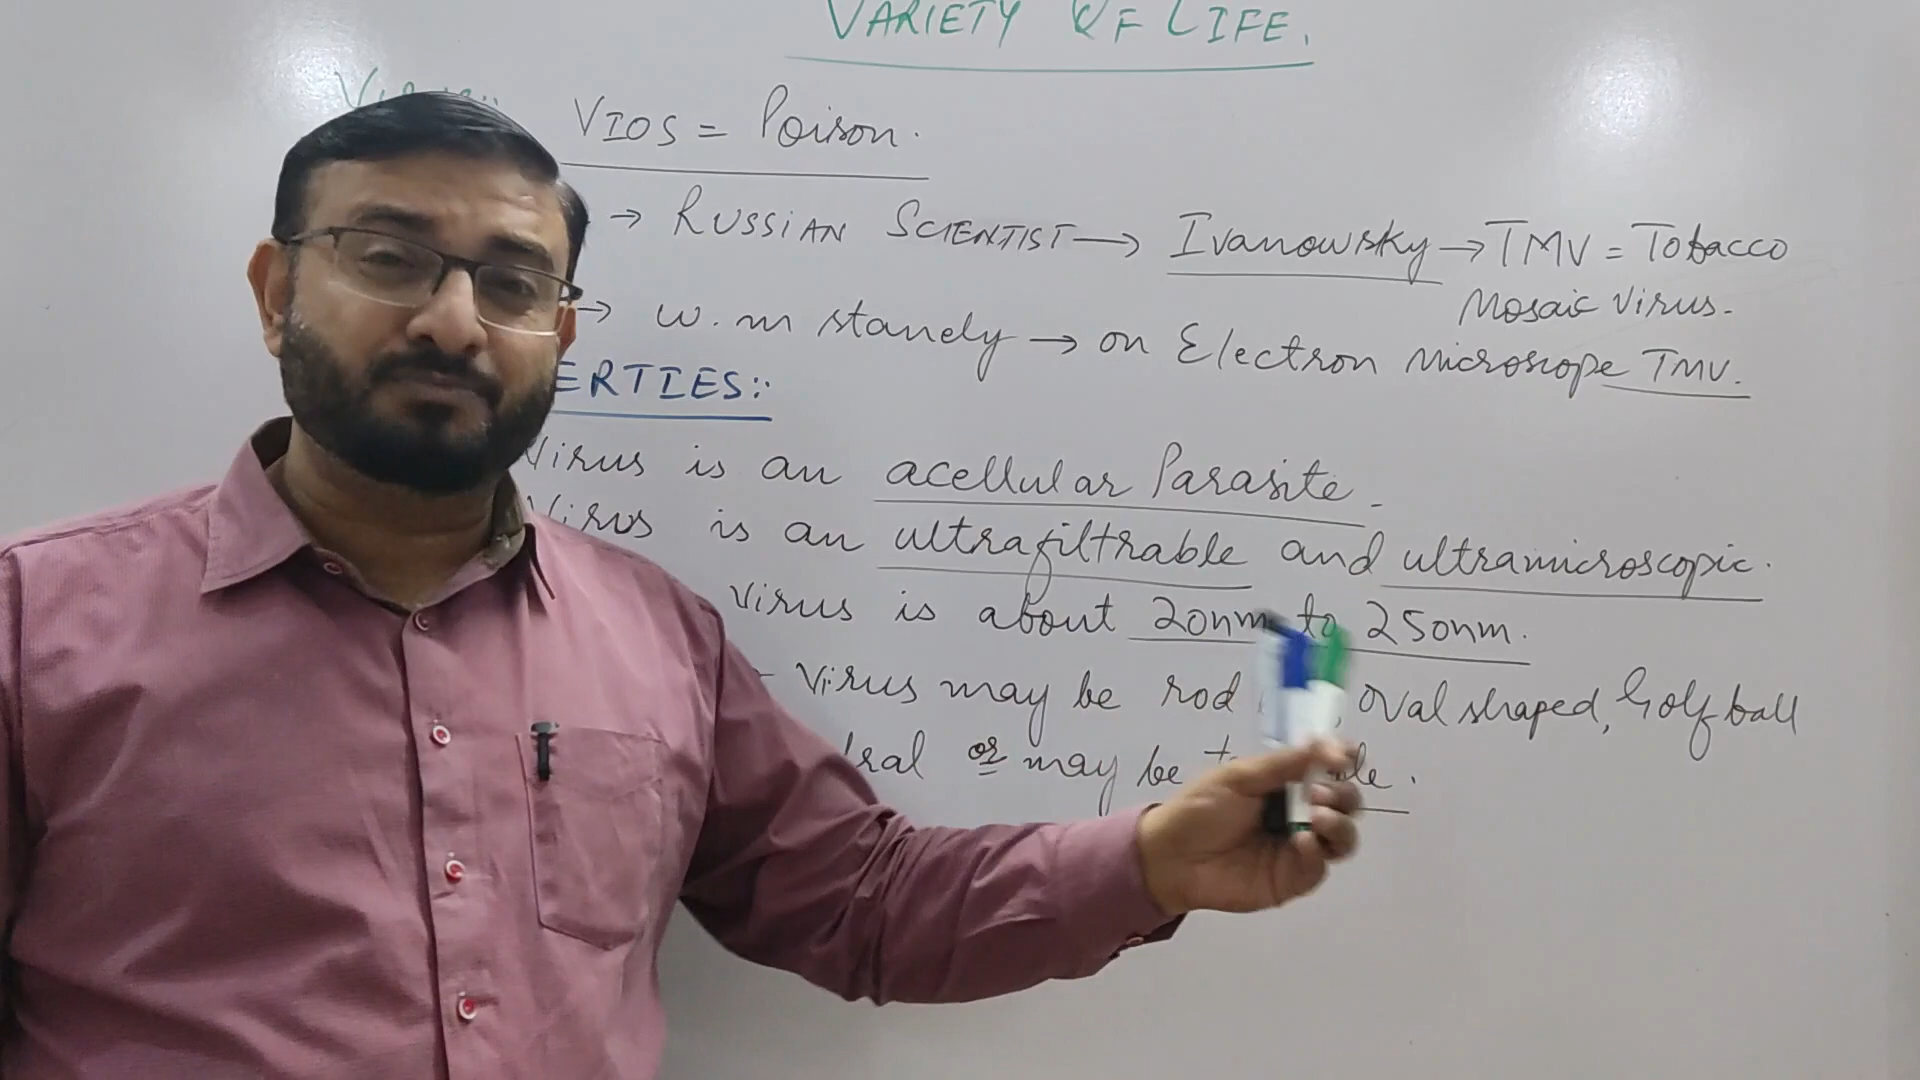 VARIETY OF LIFE.
VIOS = Poison.
→ RUSSIAN SCIENTIST → Ivanowsky → TMV = Tobacco
Mosaic Virus.
→ W. m stanely → on Electron Microscope TMV.
ERTIES::
Virus is an acellular Parasite.
Virus is an ultrafiltrable and ultramicroscopic.
Virus is about 20nm to 250nm.
- Virus may be rod , oval shaped, Golf ball
ral or may be